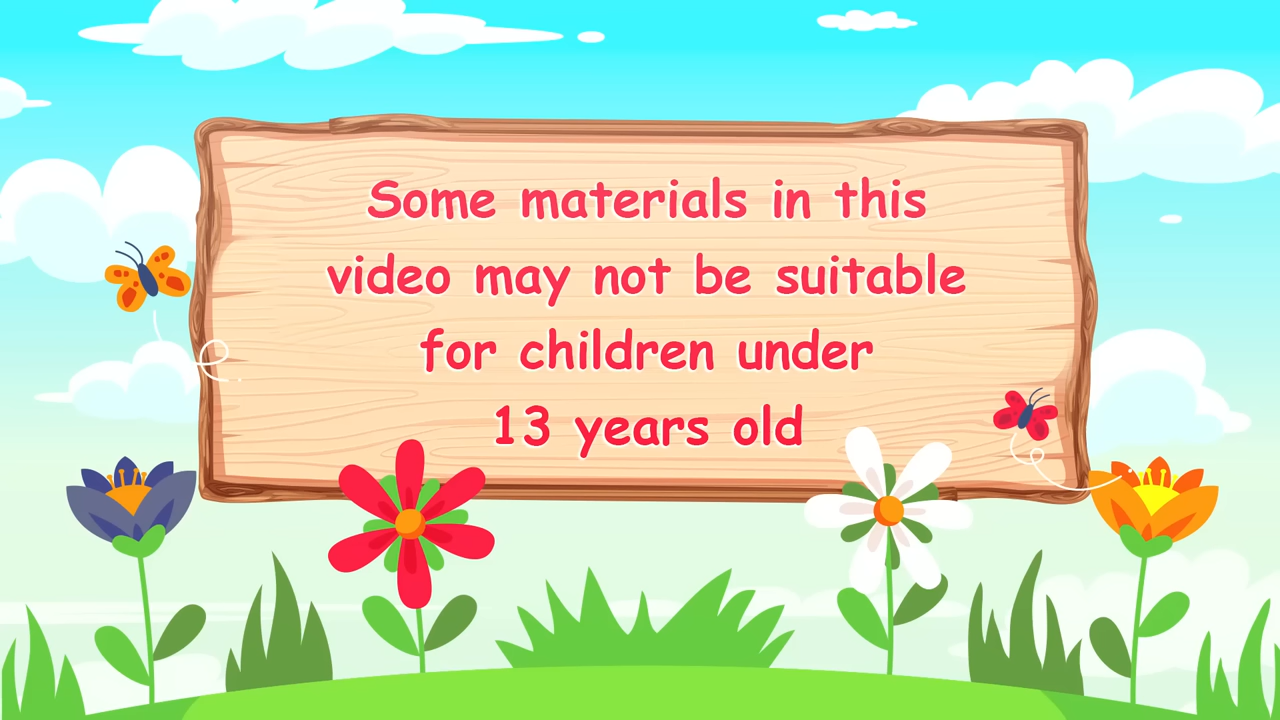 Some materials in this
video may not be suitable
for children under
13 years old